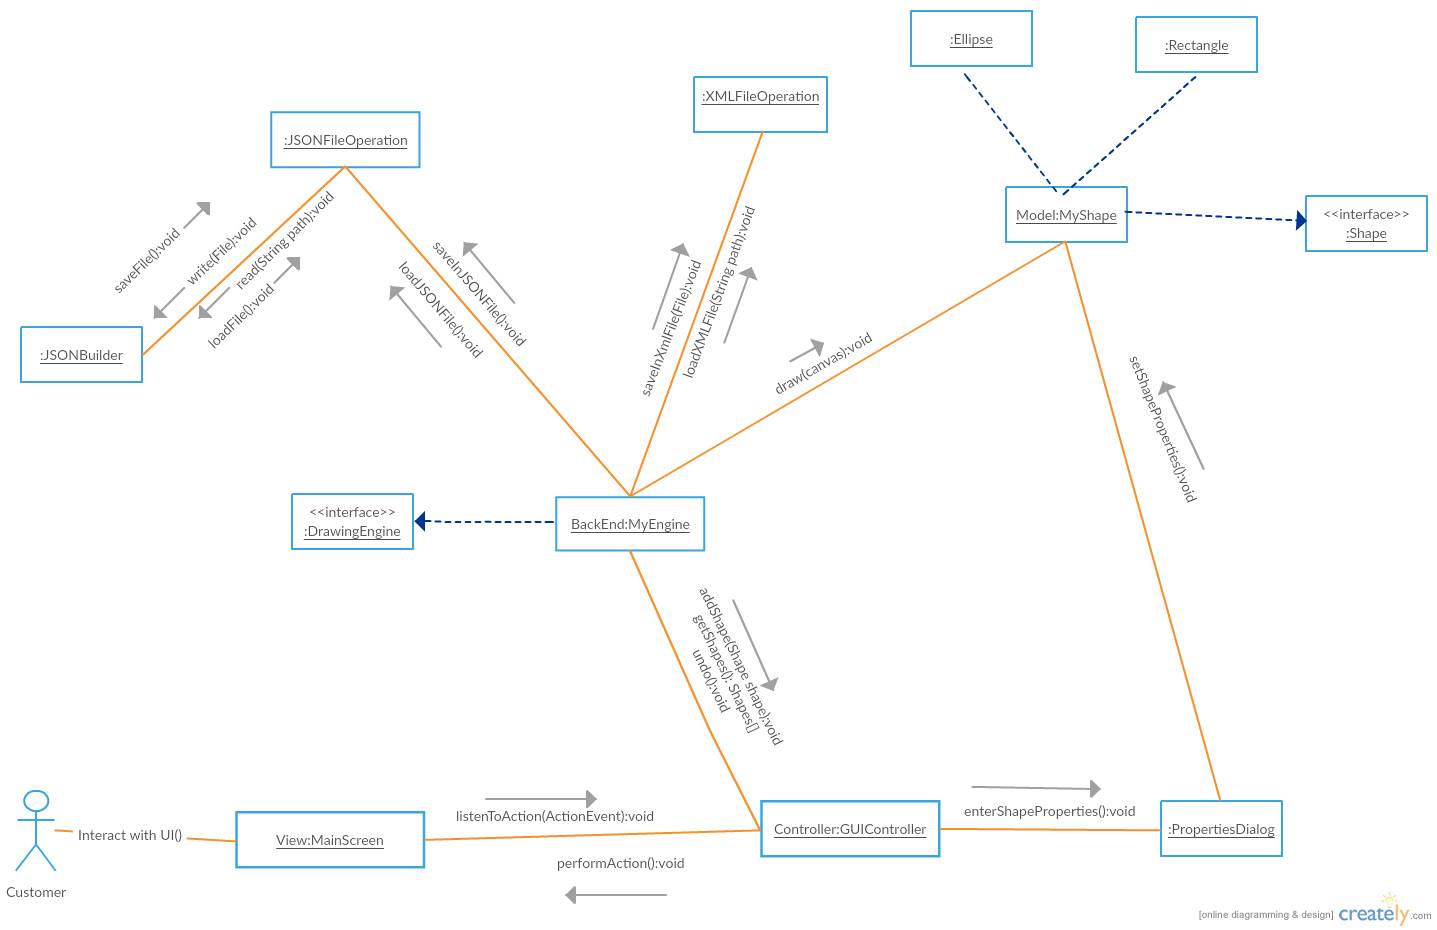 :Ellipse
:Rectangle
:XMLFileOperation
:JSONFileOperation
Model:MyShape
<<interface>>
:Shape
saveFile():void
write(File):void
read(String path):void
loadFile():void
saveInJSONFile():void
loadJSONFile():void
saveInXmlFile(File):void
loadXMLFile(String path):void
draw(canvas):void
setShapeProperties():void
:JSONBuilder
<<interface>>
:DrawingEngine
BackEnd:MyEngine
addShape(Shape shape):void
getShapes(): Shapes[]
undo():void
listenToAction(ActionEvent):void
enterShapeProperties():void
Interact with UI()
View:MainScreen
Controller:GUIController
:PropertiesDialog
performAction():void
Customer
[online diagramming & design] creately.com